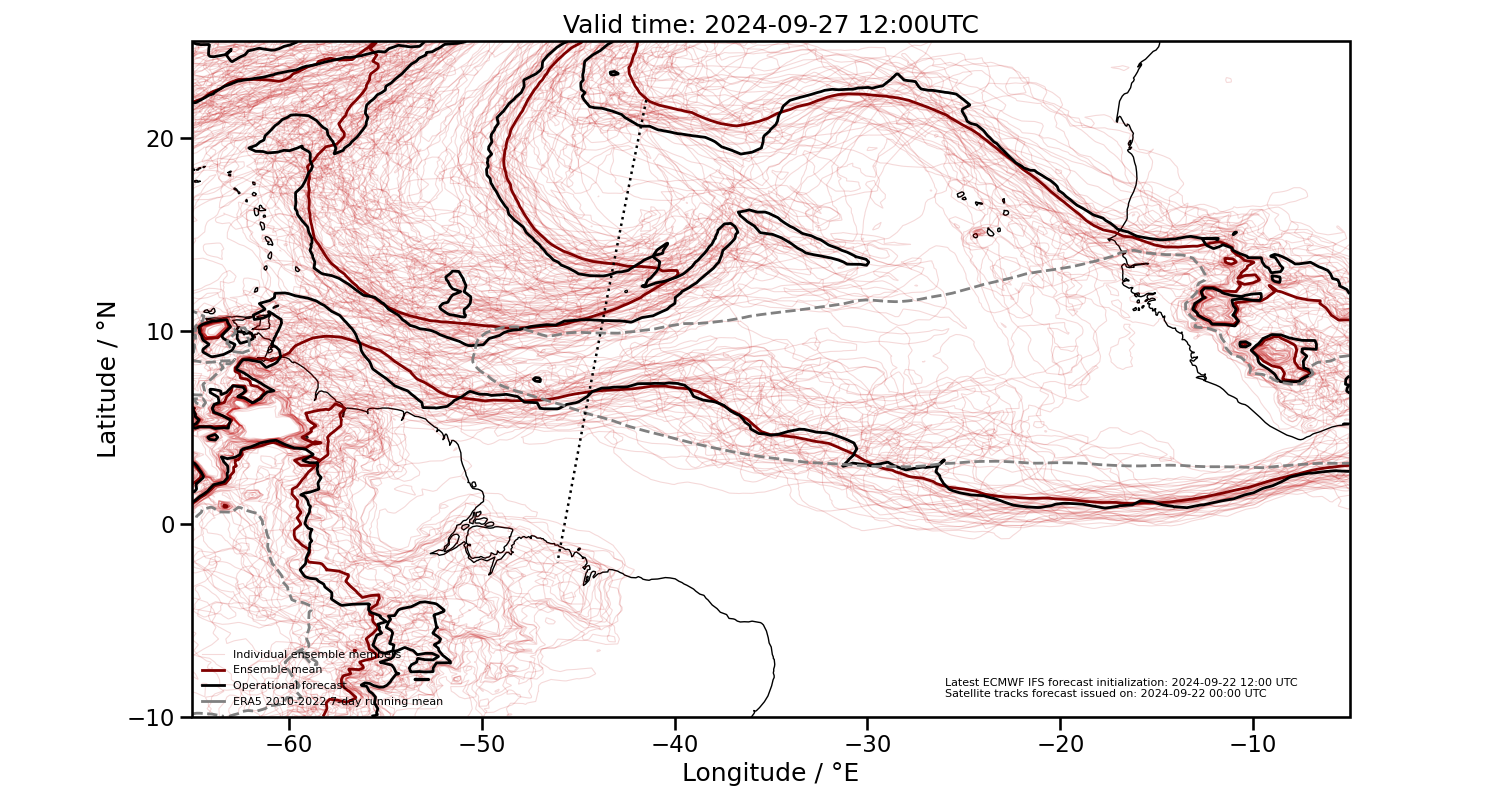 Valid time: 2024-09-27 12:00UTC
20
10
0
−10
Latitude / °N
Individual ensemble members
Ensemble mean
Operational forecast
ERA5 2010-2022 7-day running mean
Latest ECMWF IFS forecast initialization: 2024-09-22 12:00 UTC
Satellite tracks forecast issued on: 2024-09-22 00:00 UTC
−60 −50 −40 −30 −20 −10
Longitude / °E